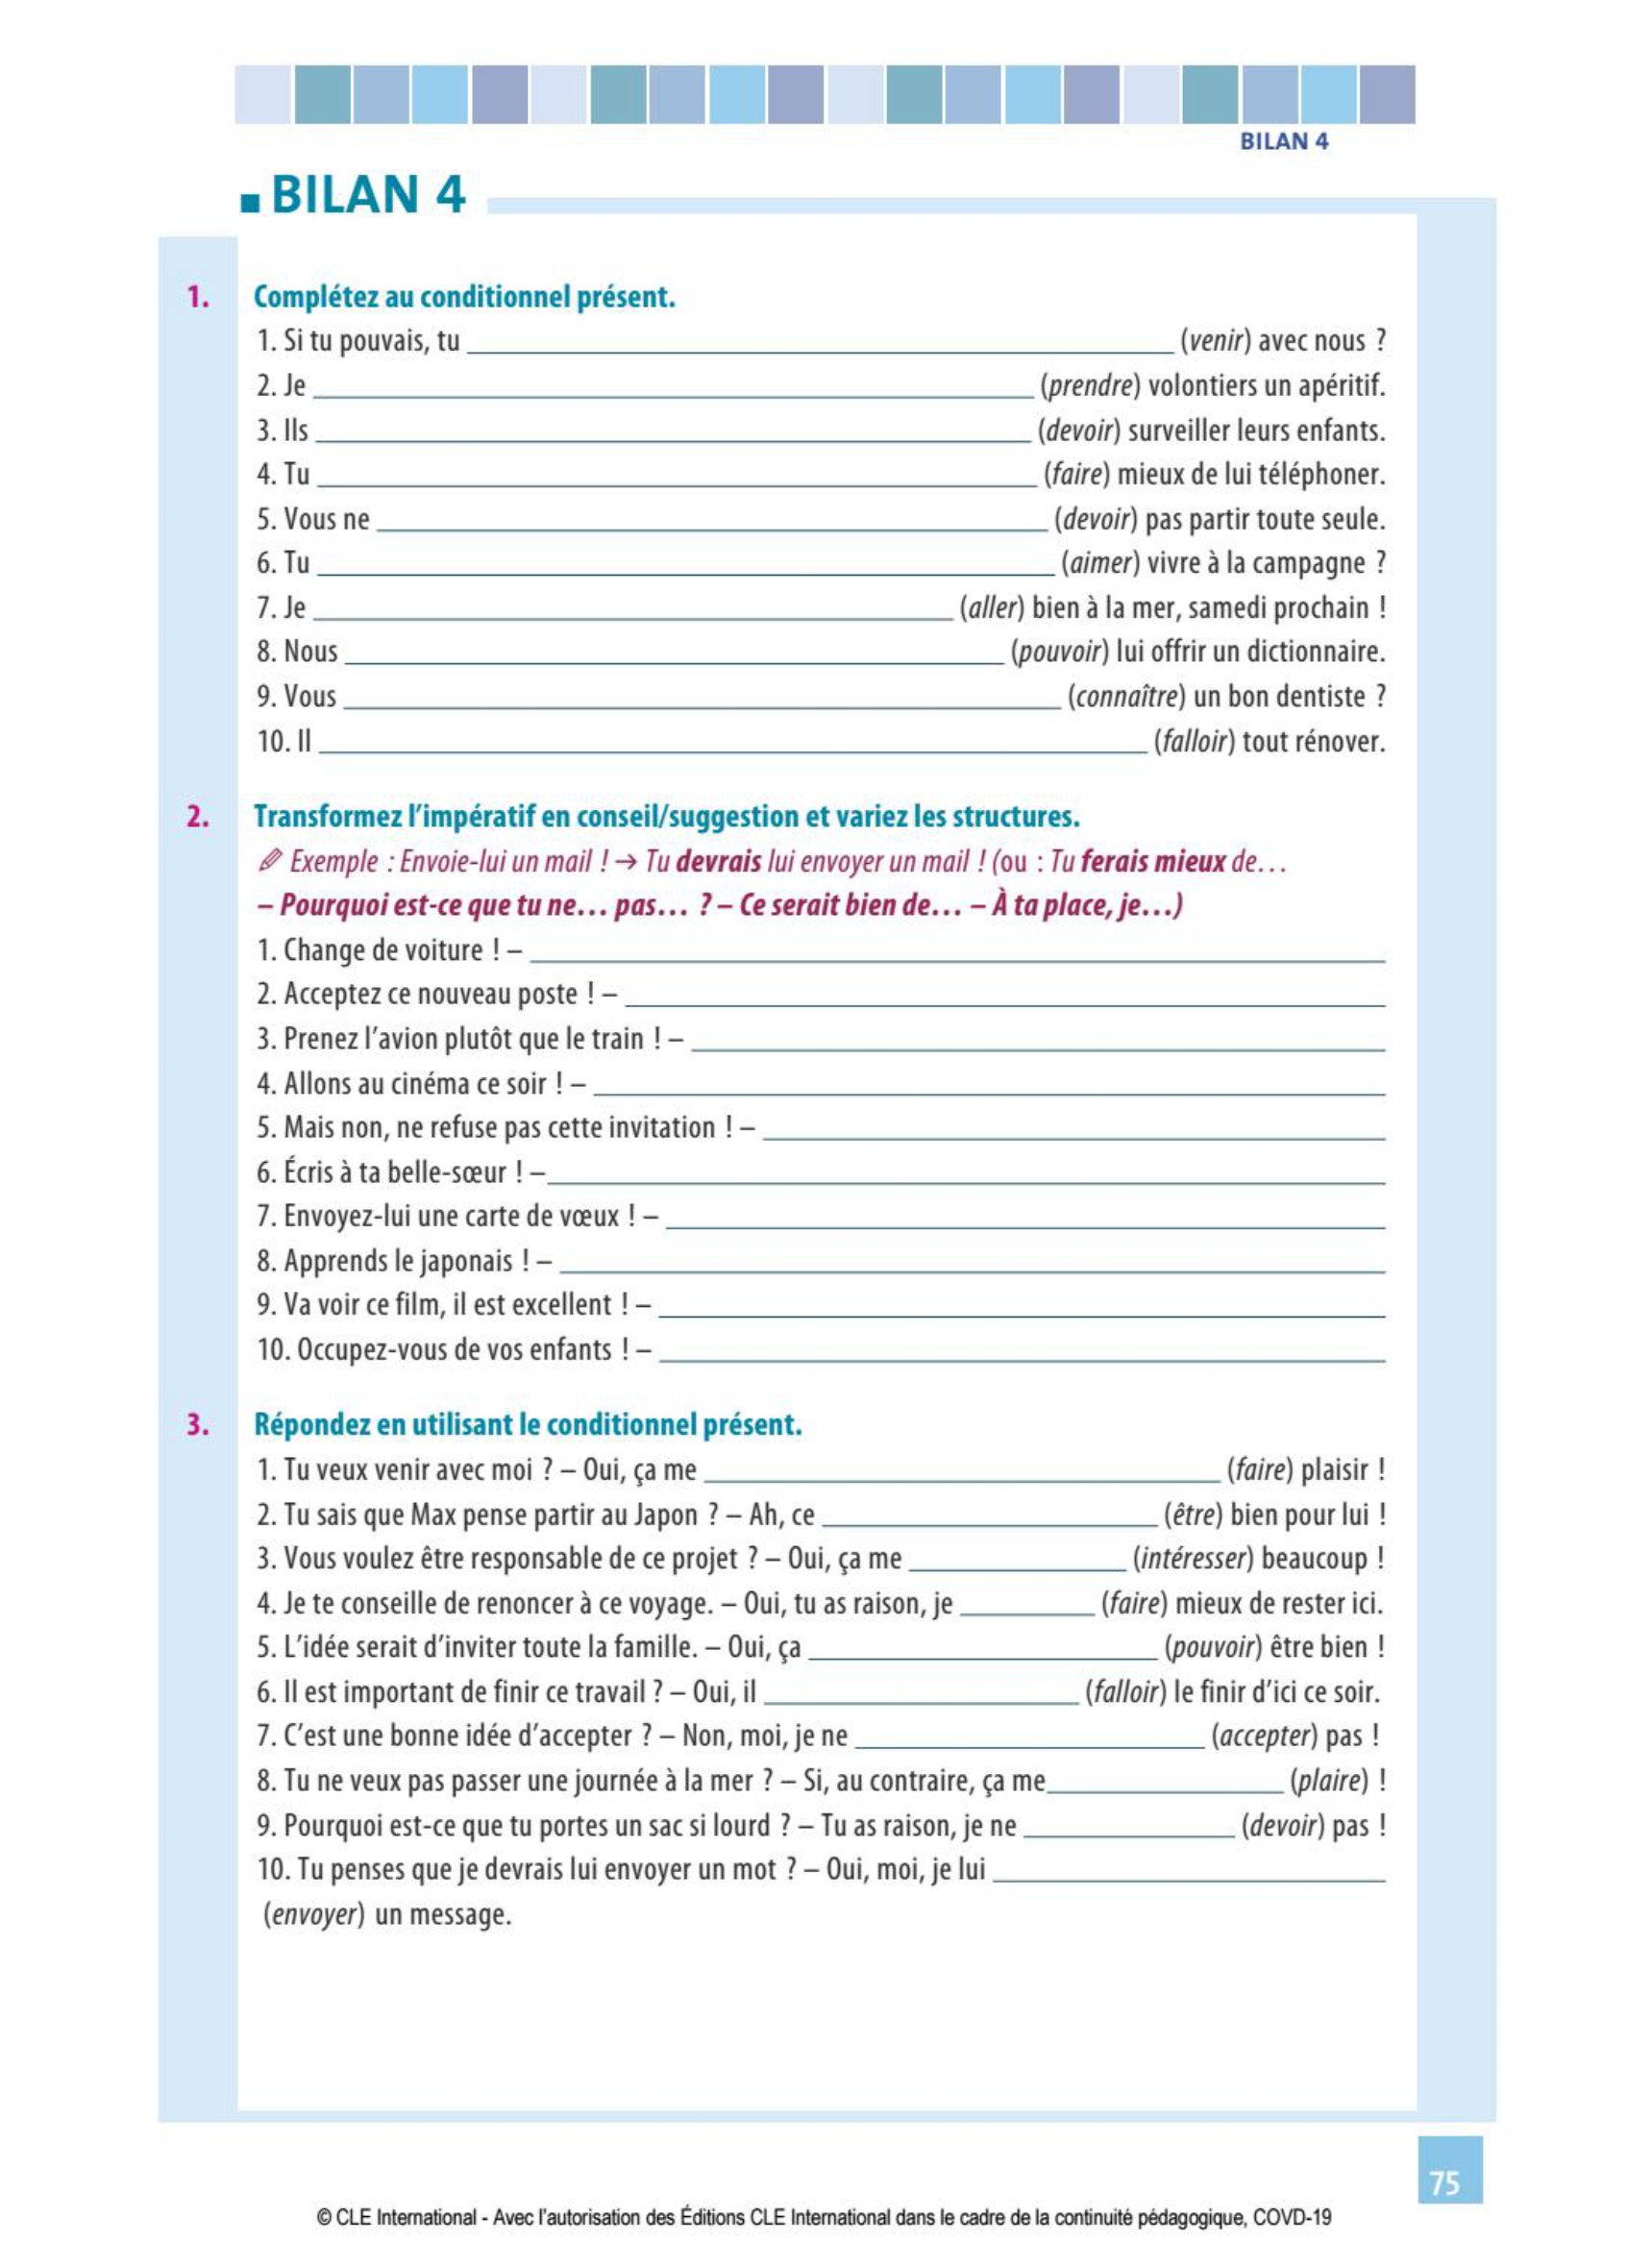 BILAN 4
BILAN 4
1. Complétez au conditionnel présent.
1. Si tu pouvais, tu ______ (venir) avec nous ?
2. Je ______ (prendre) volontiers un apéritif.
3. Ils ______ (devoir) surveiller leurs enfants.
4. Tu ______ (faire) mieux de lui téléphoner.
5. Vous ne ______ (devoir) pas partir toute seule.
6. Tu ______ (aimer) vivre à la campagne ?
7. Je ______ (aller) bien à la mer, samedi prochain !
8. Nous ______ (pouvoir) lui offrir un dictionnaire.
9. Vous ______ (connaître) un bon dentiste ?
10. Il ______ (falloir) tout rénover.
2. Transformez l'impératif en conseil/suggestion et variez les structures.
Exemple : Envoie-lui un mail ! → Tu devrais lui envoyer un mail ! (ou : Tu ferais mieux de...
– Pourquoi est-ce que tu ne... pas... ? – Ce serait bien de... – À ta place, je...)
1. Change de voiture ! – ______
2. Acceptez ce nouveau poste ! – ______
3. Prenez l'avion plutôt que le train ! – ______
4. Allons au cinéma ce soir ! – ______
5. Mais non, ne refuse pas cette invitation ! – ______
6. Écris à ta belle-sœur ! – ______
7. Envoyez-lui une carte de vœux ! – ______
8. Apprends le japonais ! – ______
9. Va voir ce film, il est excellent ! – ______
10. Occupez-vous de vos enfants ! – ______
3. Répondez en utilisant le conditionnel présent.
1. Tu veux venir avec moi ? – Oui, ça me ______ (faire) plaisir !
2. Tu sais que Max pense partir au Japon ? – Ah, ce ______ (être) bien pour lui !
3. Vous voulez être responsable de ce projet ? – Oui, ça me ______ (intéresser) beaucoup !
4. Je te conseille de renoncer à ce voyage. – Oui, tu as raison, je ______ (faire) mieux de rester ici.
5. L'idée serait d'inviter toute la famille. – Oui, ça ______ (pouvoir) être bien !
6. Il est important de finir ce travail ? – Oui, il ______ (falloir) le finir d'ici ce soir.
7. C'est une bonne idée d'accepter ? – Non, moi, je ne ______ (accepter) pas !
8. Tu ne veux pas passer une journée à la mer ? – Si, au contraire, ça me ______ (plaire) !
9. Pourquoi est-ce que tu portes un sac si lourd ? – Tu as raison, je ne ______ (devoir) pas !
10. Tu penses que je devrais lui envoyer un mot ? – Oui, moi, je lui ______
(envoyer) un message.
75
© CLE International - Avec l'autorisation des Éditions CLE International dans le cadre de la continuité pédagogique, COVD-19